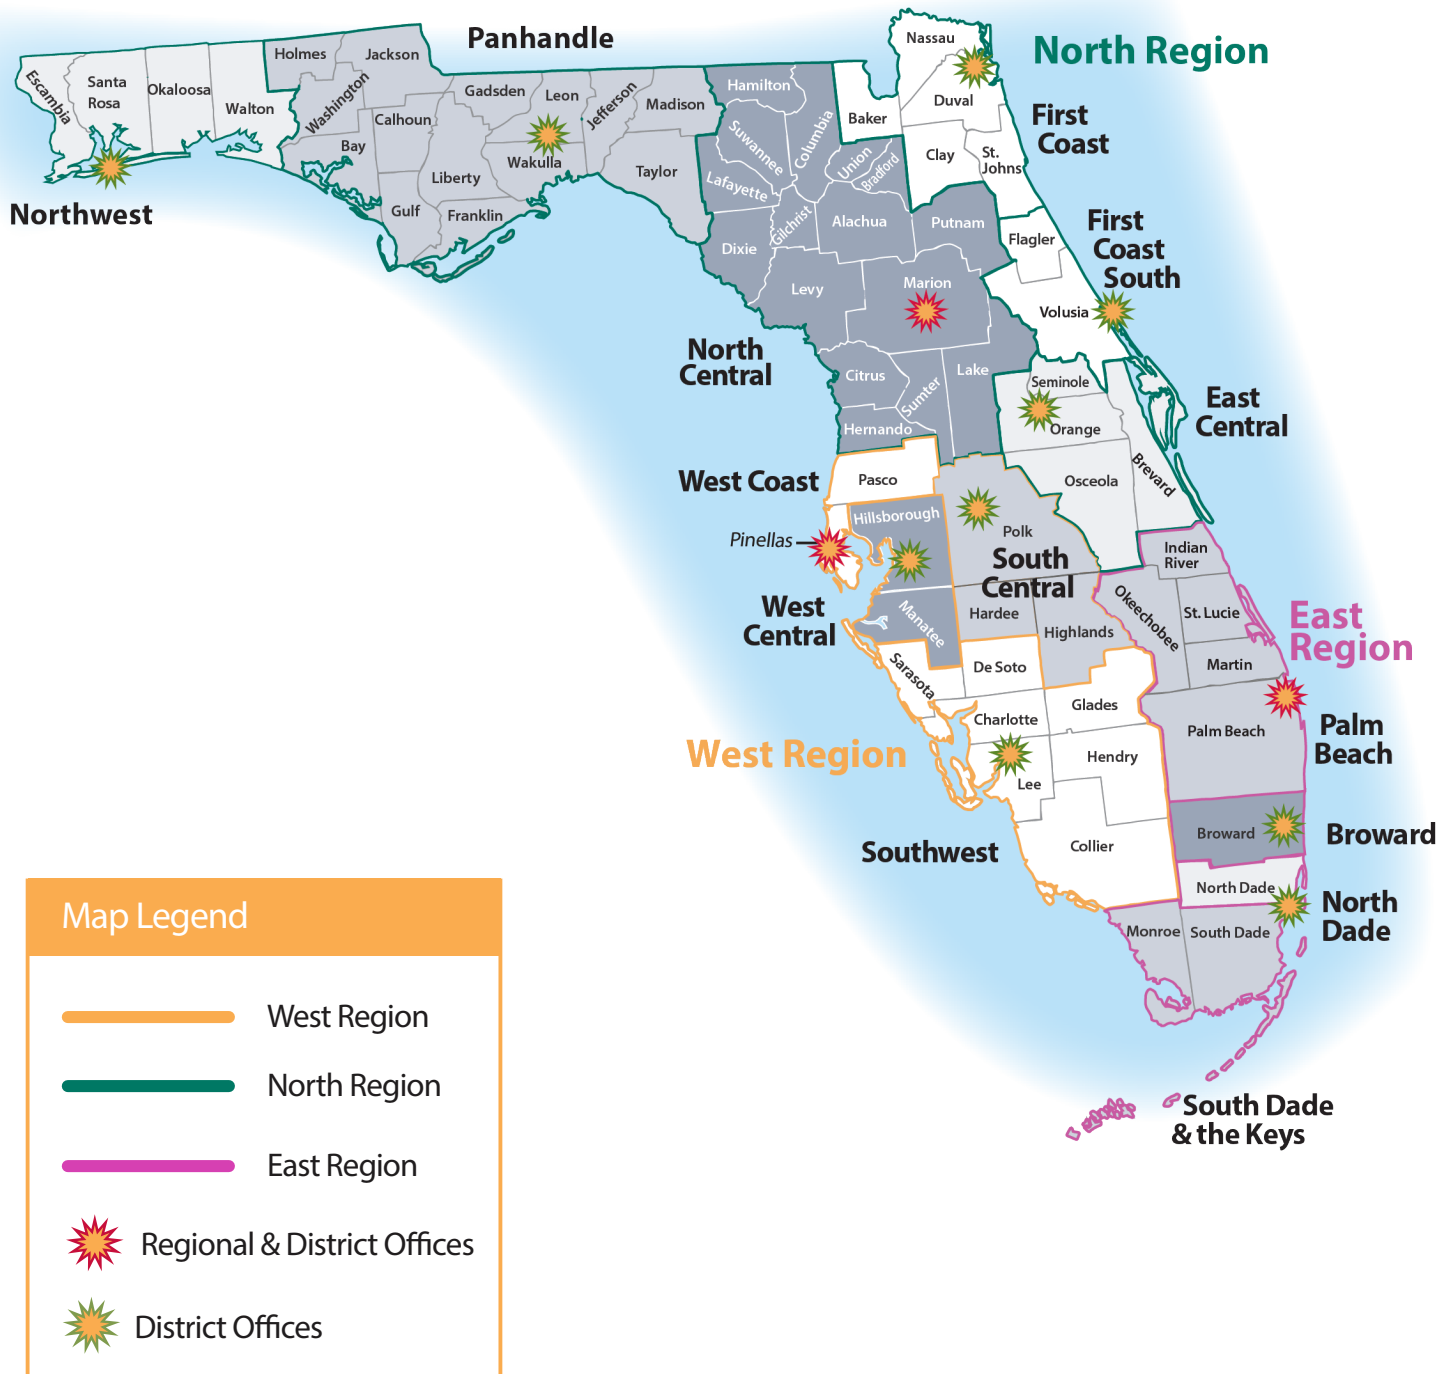 Panhandle
North Region
First
Coast
First
Coast
South
Northwest
North
Central
East
Central
West Coast
Pinellas
West
Central
South
Central
East
Region
West Region
Palm
Beach
Southwest
Broward
North
Dade
South Dade
& the Keys
Escambia
Santa
Rosa
Okaloosa
Walton
Holmes
Jackson
Washington
Bay
Calhoun
Gulf
Gadsden
Liberty
Franklin
Leon
Wakulla
Jefferson
Madison
Taylor
Hamilton
Suwannee
Lafayette
Columbia
Dixie
Gilchrist
Union
Bradford
Alachua
Putnam
Levy
Marion
Citrus
Sumter
Lake
Hernando
Nassau
Duval
Baker
Clay
St.
Johns
Flagler
Volusia
Seminole
Orange
Osceola
Brevard
Pasco
Hillsborough
Polk
Manatee
Hardee
Highlands
Sarasota
De Soto
Charlotte
Glades
Lee
Hendry
Collier
Indian
River
Okeechobee
St. Lucie
Martin
Palm Beach
Broward
North Dade
Monroe
South Dade
Map Legend
West Region
North Region
East Region
Regional & District Offices
District Offices